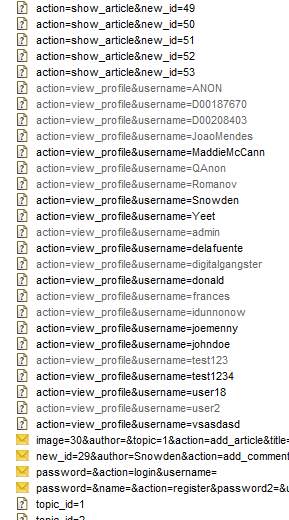 action=show_article&new_id=49
action=show_article&new_id=50
action=show_article&new_id=51
action=show_article&new_id=52
action=show_article&new_id=53
action=view_profile&username=ANON
action=view_profile&username=D00187670
action=view_profile&username=D00208403
action=view_profile&username=JoaoMendes
action=view_profile&username=MaddieMcCann
action=view_profile&username=QAnon
action=view_profile&username=Romanov
action=view_profile&username=Snowden
action=view_profile&username=Yeet
action=view_profile&username=admin
action=view_profile&username=delafuente
action=view_profile&username=digitalgangster
action=view_profile&username=donald
action=view_profile&username=frances
action=view_profile&username=idunnonow
action=view_profile&username=joemenny
action=view_profile&username=johndoe
action=view_profile&username=test123
action=view_profile&username=test1234
action=view_profile&username=user18
action=view_profile&username=user2
action=view_profile&username=vsasdasd
image=30&author=&topic=1&action=add_article&title=
new_id=29&author=Snowden&action=add_comment
password=&action=login&username=
password=&name=&action=register&password2=&u
topic_id=1
topic_id=2